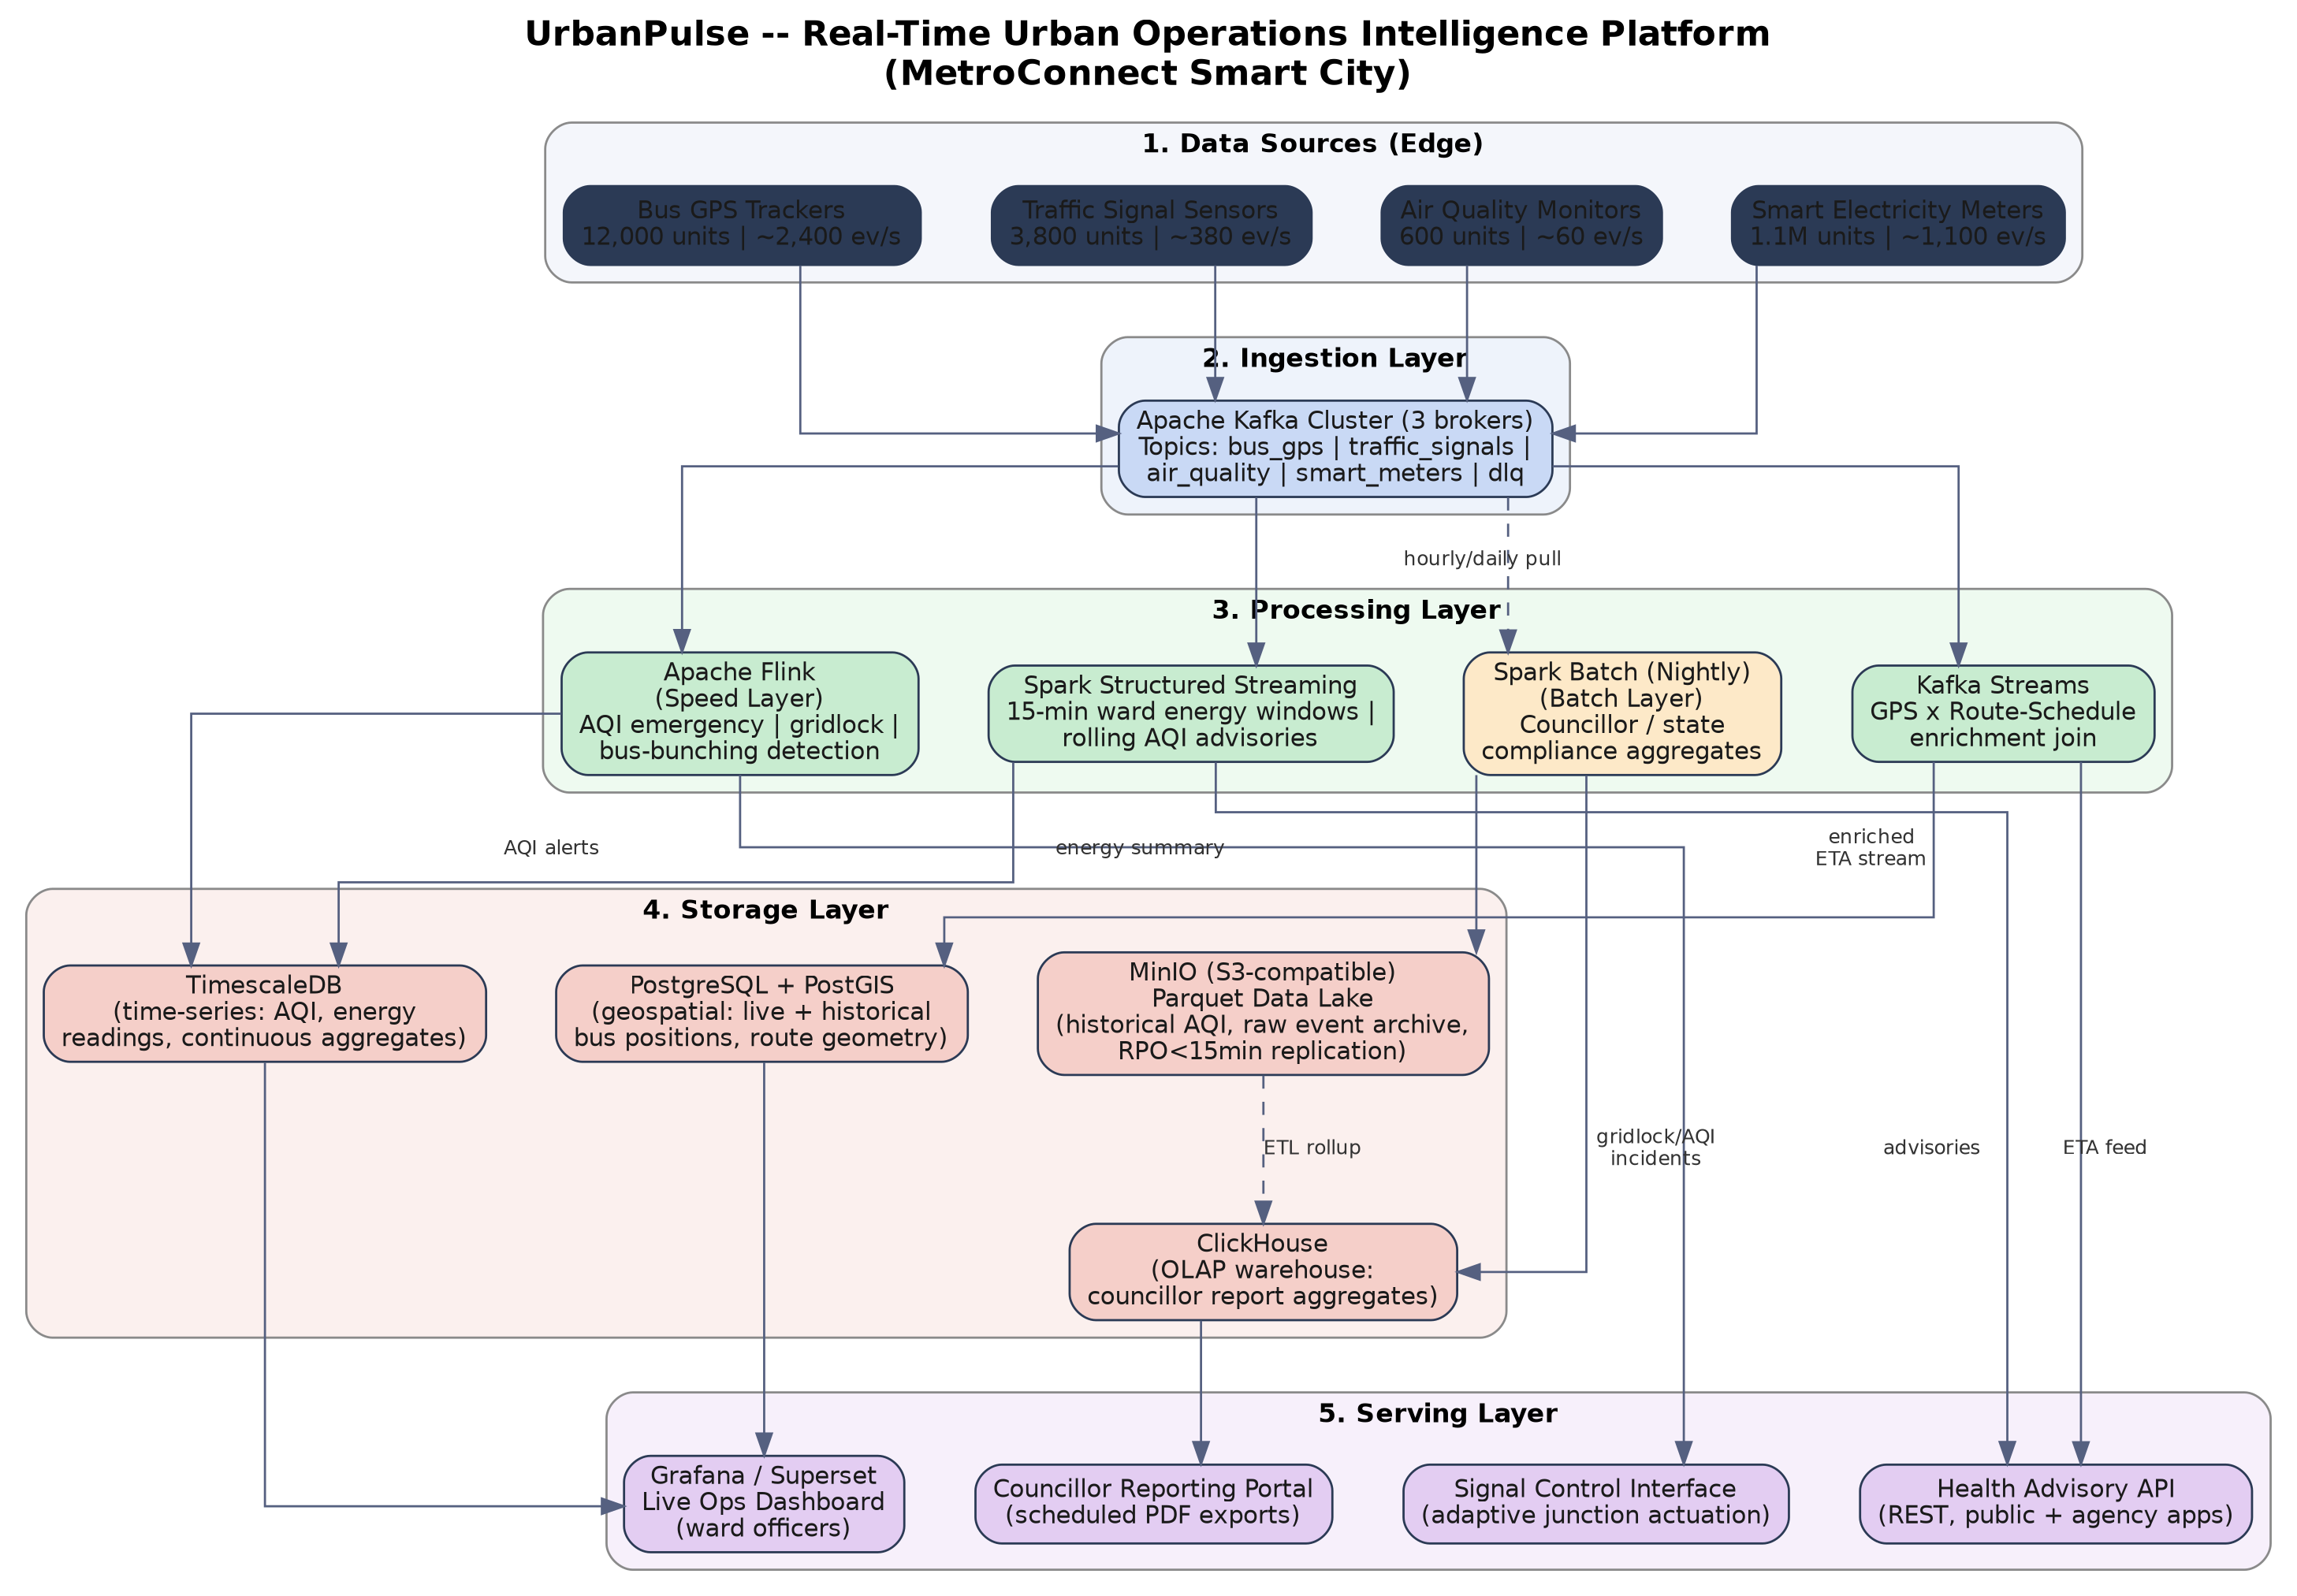 UrbanPulse -- Real-Time Urban Operations Intelligence Platform
(MetroConnect Smart City)
1. Data Sources (Edge)
Bus GPS Trackers
12,000 units | ~2,400 ev/s
Traffic Signal Sensors
3,800 units | ~380 ev/s
Air Quality Monitors
600 units | ~60 ev/s
Smart Electricity Meters
1.1M units | ~1,100 ev/s
2. Ingestion Layer
Apache Kafka Cluster (3 brokers)
Topics: bus_gps | traffic_signals |
air_quality | smart_meters | dlq
hourly/daily pull
3. Processing Layer
Apache Flink
(Speed Layer)
AQI emergency | gridlock |
bus-bunching detection
Spark Structured Streaming
15-min ward energy windows |
rolling AQI advisories
Spark Batch (Nightly)
(Batch Layer)
Councillor / state
compliance aggregates
Kafka Streams
GPS x Route-Schedule
enrichment join
AQI alerts
energy summary
enriched
ETA stream
4. Storage Layer
TimescaleDB
(time-series: AQI, energy
readings, continuous aggregates)
PostgreSQL + PostGIS
(geospatial: live + historical
bus positions, route geometry)
MinIO (S3-compatible)
Parquet Data Lake
(historical AQI, raw event archive,
RPO<15min replication)
ETL rollup
gridlock/AQI
incidents
advisories
ETA feed
ClickHouse
(OLAP warehouse:
councillor report aggregates)
5. Serving Layer
Grafana / Superset
Live Ops Dashboard
(ward officers)
Councillor Reporting Portal
(scheduled PDF exports)
Signal Control Interface
(adaptive junction actuation)
Health Advisory API
(REST, public + agency apps)